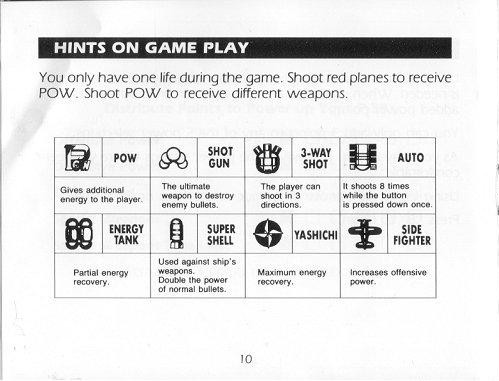 HINTS ON GAME PLAY
You only have one life during the game. Shoot red planes to receive
POW. Shoot POW to receive different weapons.
POW
Gives additional
energy to the player.
SHOT
GUN
The ultimate
weapon to destroy
enemy bullets.
3-WAY
SHOT
The player can
shoot in 3
directions.
AUTO
It shoots 8 times
while the button
is pressed down once.
ENERGY
TANK
Partial energy
recovery.
SUPER
SHELL
Used against ship's
weapons.
Double the power
of normal bullets.
YASHICHI
Maximum energy
recovery.
SIDE
FIGHTER
Increases offensive
power.
10